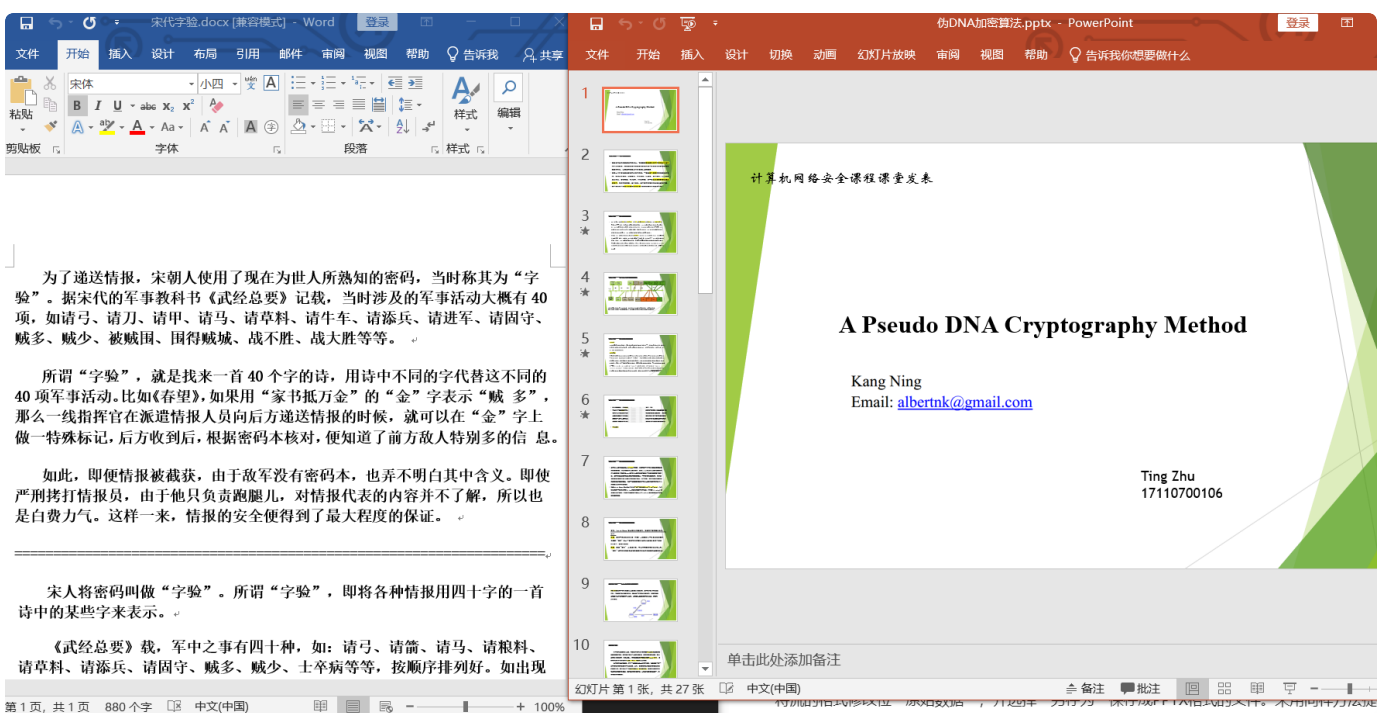 宋代字验.docx [兼容模式] - Word
登录
文件 开始 插入 设计 布局 引用 邮件 审阅 视图 帮助 告诉我 共享
宋体 小四
粘贴
B I U abc X₂ X²
A Aa A A A
样式 编辑
剪贴板 字体 段落 样式
为了递送情报，宋朝人使用了现在为世人所熟知的密码，当时称其为“字
验”。据宋代的军事教科书《武经总要》记载，当时涉及的军事活动大概有 40
项，如请弓、请刀、请甲、请马、请草料、请牛车、请添兵、请进军、请固守、
贼多、贼少、被贼围、围得贼城、战不胜、战大胜等等。
所谓“字验”，就是找来一首 40 个字的诗，用诗中不同的字代替这不同的
40 项军事活动。比如《春望》，如果用“家书抵万金”的“金”字表示“贼 多”，
那么一线指挥官在派遣情报人员向后方递送情报的时候，就可以在“金”字上
做一特殊标记，后方收到后，根据密码本核对，便知道了前方敌人特别多的信 息。
如此，即便情报被截获，由于敌军没有密码本，也弄不明白其中含义。即使
严刑拷打情报员，由于他只负责跑腿儿，对情报代表的内容并不了解，所以也
是白费力气。这样一来，情报的安全便得到了最大程度的保证。
宋人将密码叫做“字验”。所谓“字验”，即将各种情报用四十字的一首
诗中的某些字来表示。
《武经总要》载，军中之事有四十种，如：请弓、请箭、请马、请粮料、
请草料、请添兵、请固守、贼多、贼少、士卒病等等，按顺序排列好。如出现
第 1 页，共 1 页 880 个字 中文(中国) 100%
伪DNA加密算法.pptx - PowerPoint
登录
文件 开始 插入 设计 切换 动画 幻灯片放映 审阅 视图 帮助 告诉我你想要做什么
1
2
3
4
5
6
7
8
9
10
计算机网络安全课程课堂发表
A Pseudo DNA Cryptography Method
Kang Ning
Email: albertnk@gmail.com
Ting Zhu
17110700106
单击此处添加备注
幻灯片 第 1 张，共 27 张 中文(中国) 备注 批注